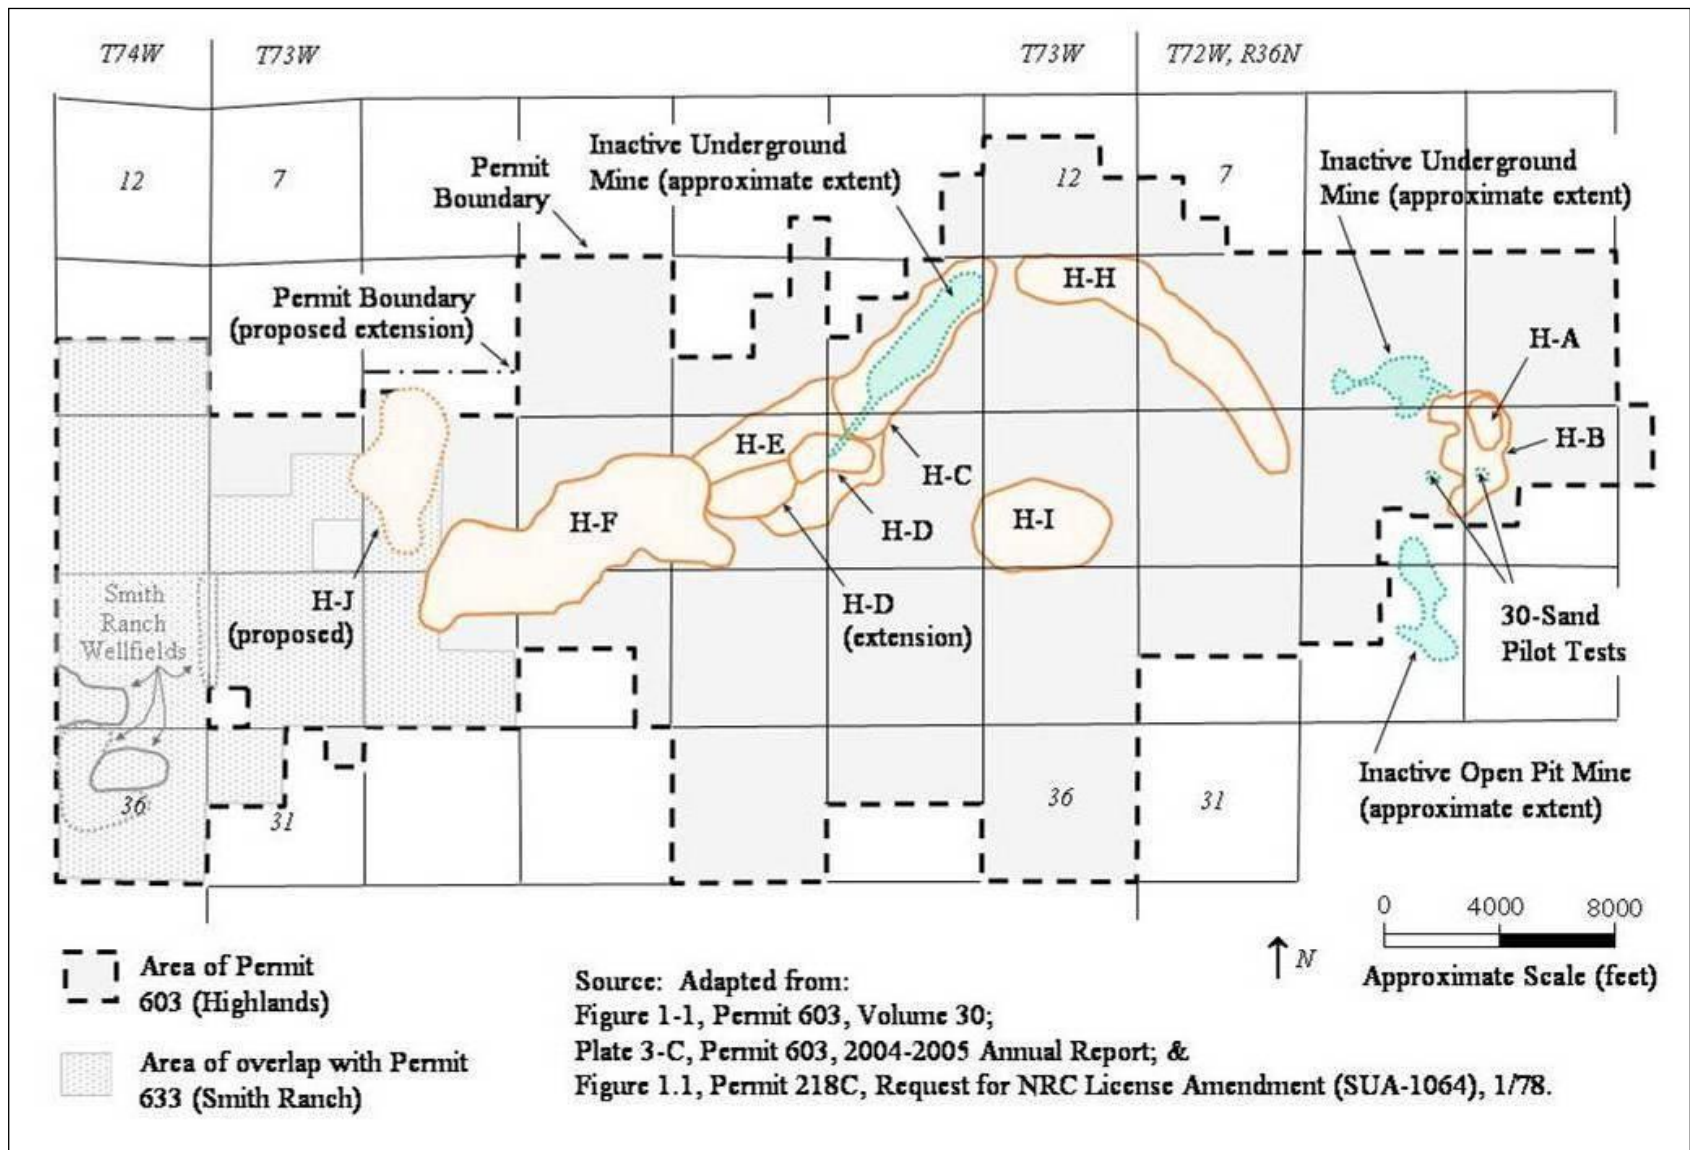 T74W
T73W
T73W
T72W, R36N
12
7
Permit
Boundary
Inactive Underground
Mine (approximate extent)
12
7
Inactive Underground
Mine (approximate extent)
Permit Boundary
(proposed extension)
H-H
H-A
H-E
H-B
H-C
H-F
H-D
H-I
H-J
(proposed)
H-D
(extension)
30-Sand
Pilot Tests
Smith
Ranch
Wellfields
36
31
36
31
Inactive Open Pit Mine
(approximate extent)
0
4000
8000
Approximate Scale (feet)
N
Area of Permit
603 (Highlands)
Area of overlap with Permit
633 (Smith Ranch)
Source: Adapted from:
Figure 1-1, Permit 603, Volume 30;
Plate 3-C, Permit 603, 2004-2005 Annual Report; &
Figure 1.1, Permit 218C, Request for NRC License Amendment (SUA-1064), 1/78.